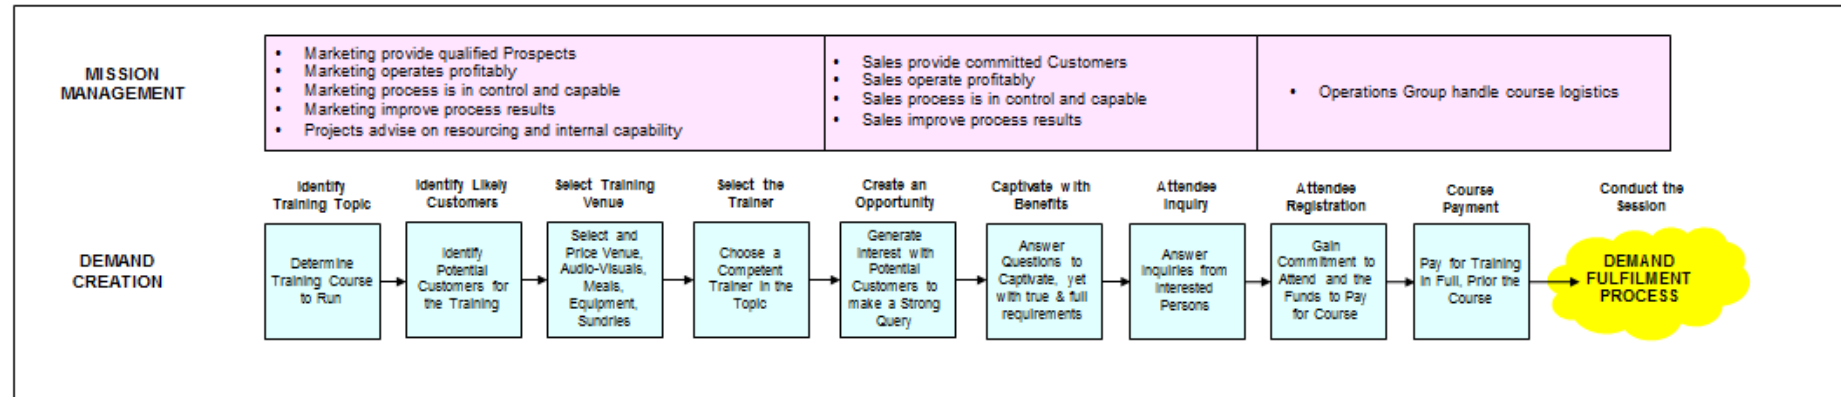 MISSION
MANAGEMENT
• Marketing provide qualified Prospects
• Marketing operates profitably
• Marketing process is in control and capable
• Marketing improve process results
• Projects advise on resourcing and internal capability
• Sales provide committed Customers
• Sales operate profitably
• Sales process is in control and capable
• Sales improve process results
• Operations Group handle course logistics
Identify
Training Topic
Identify Likely
Customers
Select Training
Venue
Select the
Trainer
Create an
Opportunity
Captivate with
Benefits
Attendee
Inquiry
Attendee
Registration
Course
Payment
Conduct the
Session
DEMAND
CREATION
Determine
Training Course
to Run
Identify
Potential
Customers for
the Training
Select and
Price Venue,
Audio-Visuals,
Meals,
Equipment,
Sundries
Choose a
Competent
Trainer in the
Topic
Generate
Interest with
Potential
Customers to
make a Strong
Query
Answer
Questions to
Captivate, yet
with true & full
requirements
Answer
Inquiries from
Interested
Persons
Gain
Commitment to
Attend and the
Funds to Pay
for Course
Pay for Training
in Full, Prior the
Course
DEMAND
FULFILMENT
PROCESS